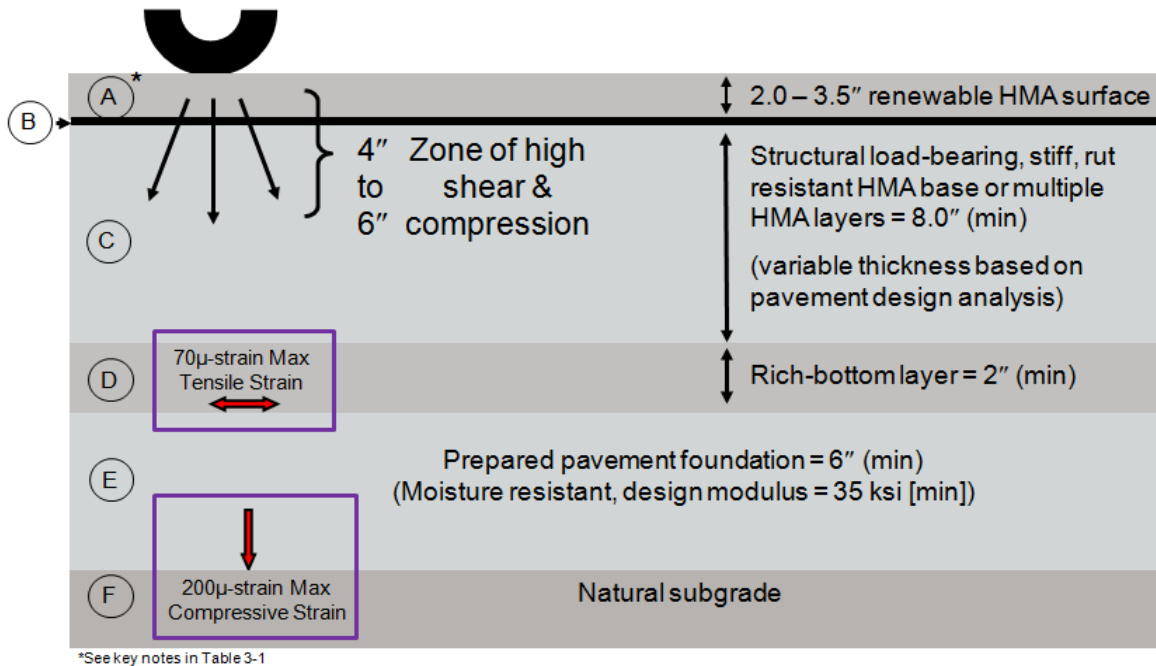 A*
2.0 – 3.5″ renewable HMA surface
B
4″ Zone of high
to shear &
6″ compression
Structural load-bearing, stiff, rut
resistant HMA base or multiple
HMA layers = 8.0″ (min)
(variable thickness based on
pavement design analysis)
C
D
70μ-strain Max
Tensile Strain
Rich-bottom layer = 2″ (min)
E
Prepared pavement foundation = 6″ (min)
(Moisture resistant, design modulus = 35 ksi [min])
F
200μ-strain Max
Compressive Strain
Natural subgrade
*See key notes in Table 3-1